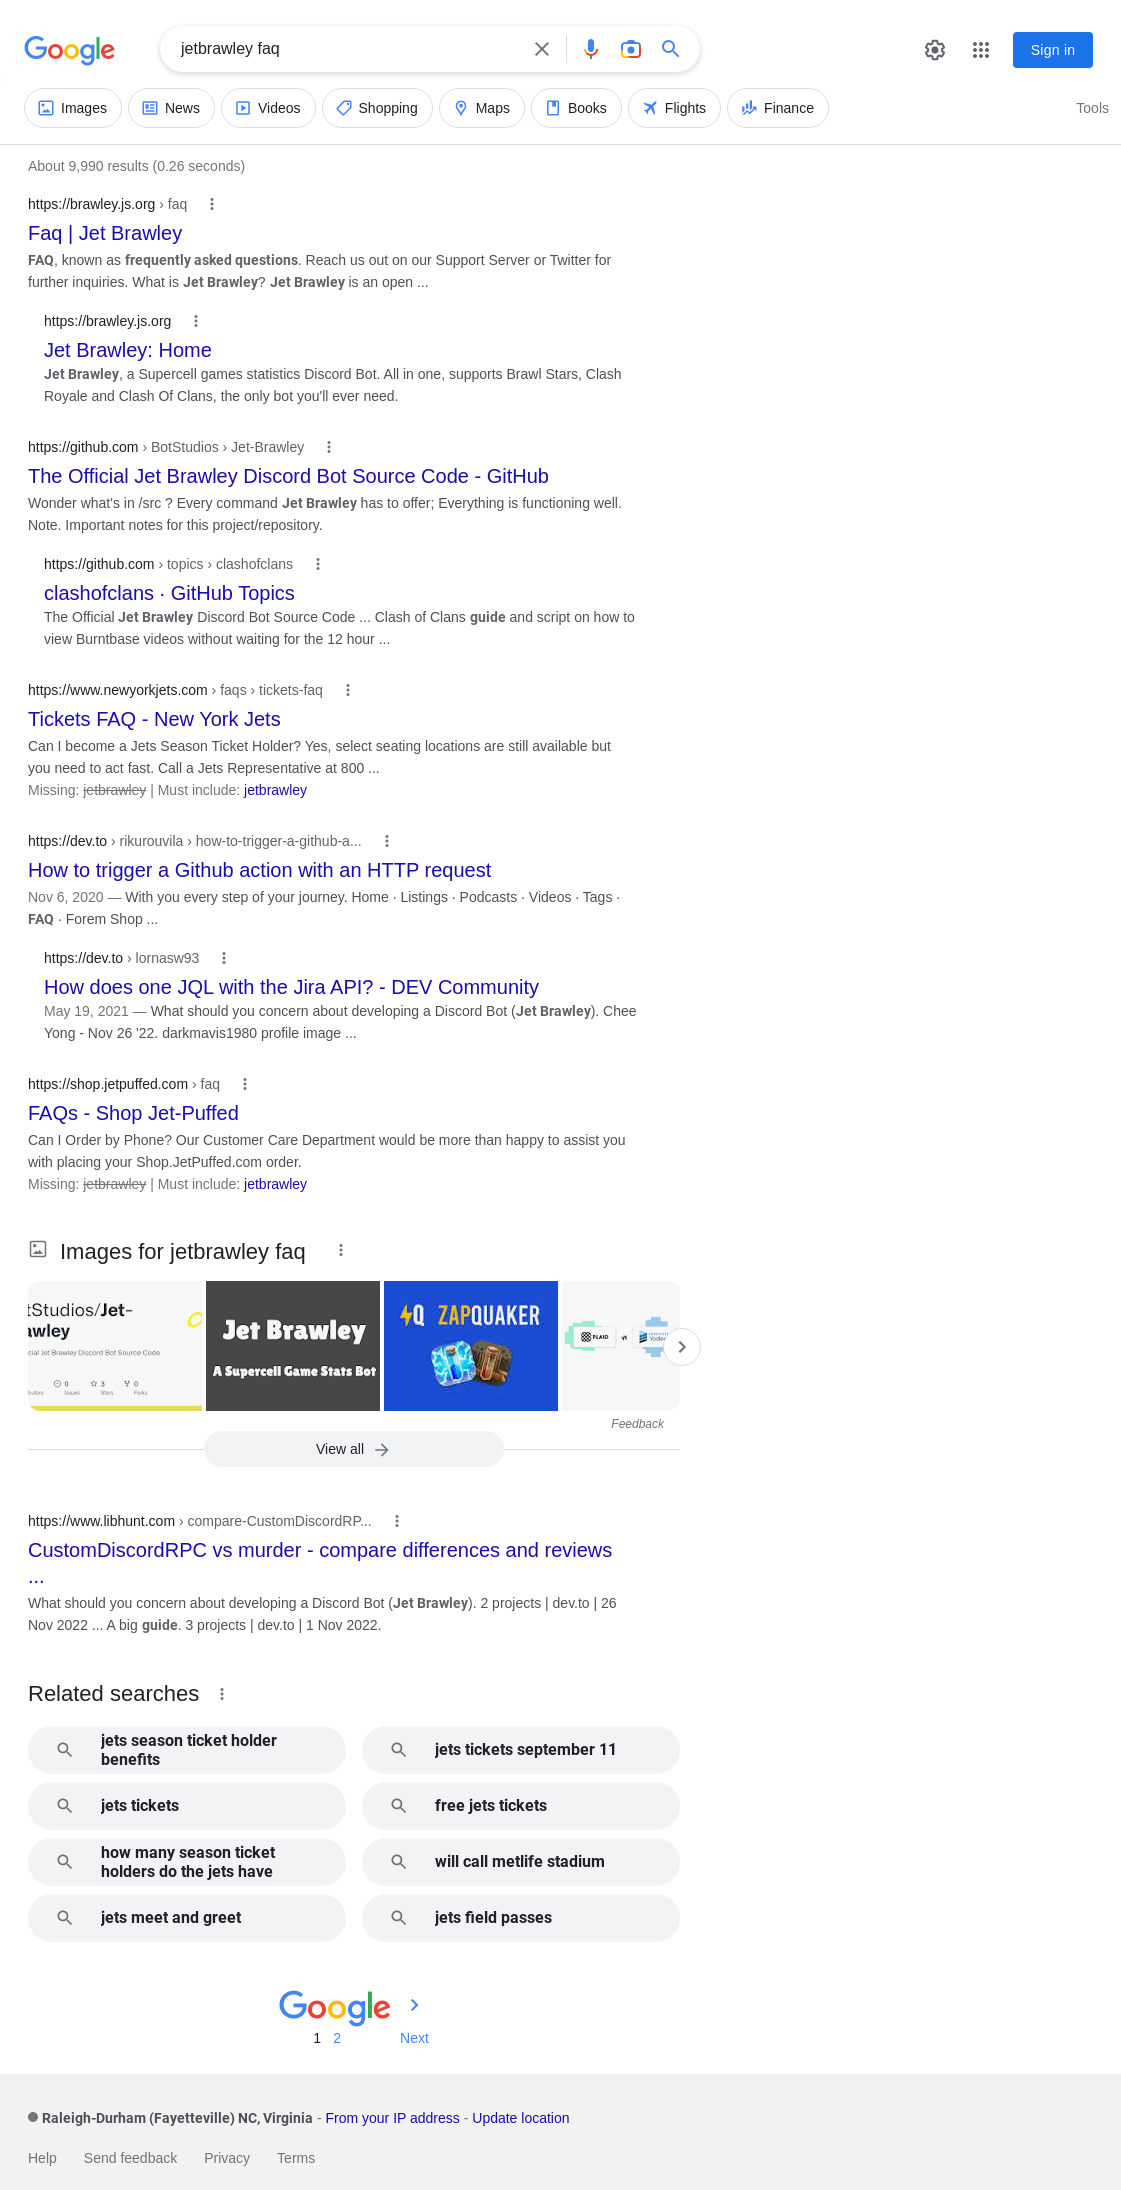 Google
jetbrawley faq
Sign in
Images
News
Videos
Shopping
Maps
Books
Flights
Finance
Tools
About 9,990 results (0.26 seconds)
https://brawley.js.org › faq
Faq | Jet Brawley
FAQ, known as frequently asked questions. Reach us out on our Support Server or Twitter for
further inquiries. What is Jet Brawley? Jet Brawley is an open ...
https://brawley.js.org
Jet Brawley: Home
Jet Brawley, a Supercell games statistics Discord Bot. All in one, supports Brawl Stars, Clash
Royale and Clash Of Clans, the only bot you'll ever need.
https://github.com › BotStudios › Jet-Brawley
The Official Jet Brawley Discord Bot Source Code - GitHub
Wonder what's in /src ? Every command Jet Brawley has to offer; Everything is functioning well.
Note. Important notes for this project/repository.
https://github.com › topics › clashofclans
clashofclans · GitHub Topics
The Official Jet Brawley Discord Bot Source Code ... Clash of Clans guide and script on how to
view Burntbase videos without waiting for the 12 hour ...
https://www.newyorkjets.com › faqs › tickets-faq
Tickets FAQ - New York Jets
Can I become a Jets Season Ticket Holder? Yes, select seating locations are still available but
you need to act fast. Call a Jets Representative at 800 ...
Missing: jetbrawley | Must include: jetbrawley
https://dev.to › rikurouvila › how-to-trigger-a-github-a...
How to trigger a Github action with an HTTP request
Nov 6, 2020 — With you every step of your journey. Home · Listings · Podcasts · Videos · Tags ·
FAQ · Forem Shop ...
https://dev.to › lornasw93
How does one JQL with the Jira API? - DEV Community
May 19, 2021 — What should you concern about developing a Discord Bot (Jet Brawley). Chee
Yong - Nov 26 '22. darkmavis1980 profile image ...
https://shop.jetpuffed.com › faq
FAQs - Shop Jet-Puffed
Can I Order by Phone? Our Customer Care Department would be more than happy to assist you
with placing your Shop.JetPuffed.com order.
Missing: jetbrawley | Must include: jetbrawley
Images for jetbrawley faq
tStudios/Jet-
awley
cial Jet Brawley Discord Bot Source Code
0 3 0
Issues Stars Forks
Jet Brawley
A Supercell Game Stats Bot
Q ZAPQUAKER
PLAID vs Yodlee
Feedback
View all
https://www.libhunt.com › compare-CustomDiscordRP...
CustomDiscordRPC vs murder - compare differences and reviews
...
What should you concern about developing a Discord Bot (Jet Brawley). 2 projects | dev.to | 26
Nov 2022 ... A big guide. 3 projects | dev.to | 1 Nov 2022.
Related searches
jets season ticket holder
benefits
jets tickets september 11
jets tickets
free jets tickets
how many season ticket
holders do the jets have
will call metlife stadium
jets meet and greet
jets field passes
Google
1 2 Next
Raleigh-Durham (Fayetteville) NC, Virginia - From your IP address - Update location
Help Send feedback Privacy Terms